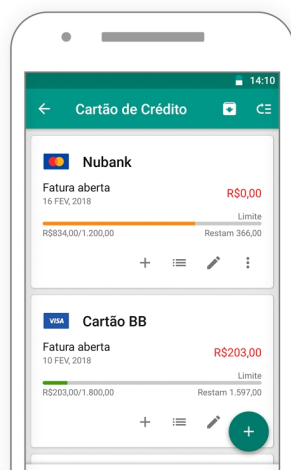 14:10
Cartão de Crédito
Nubank
Fatura aberta
R$0,00
16 FEV, 2018
Limite
R$834,00/1.200,00 Restam 366,00
VISA Cartão BB
Fatura aberta
R$203,00
10 FEV, 2018
Limite
R$203,00/1.800,00 Restam 1.597,00